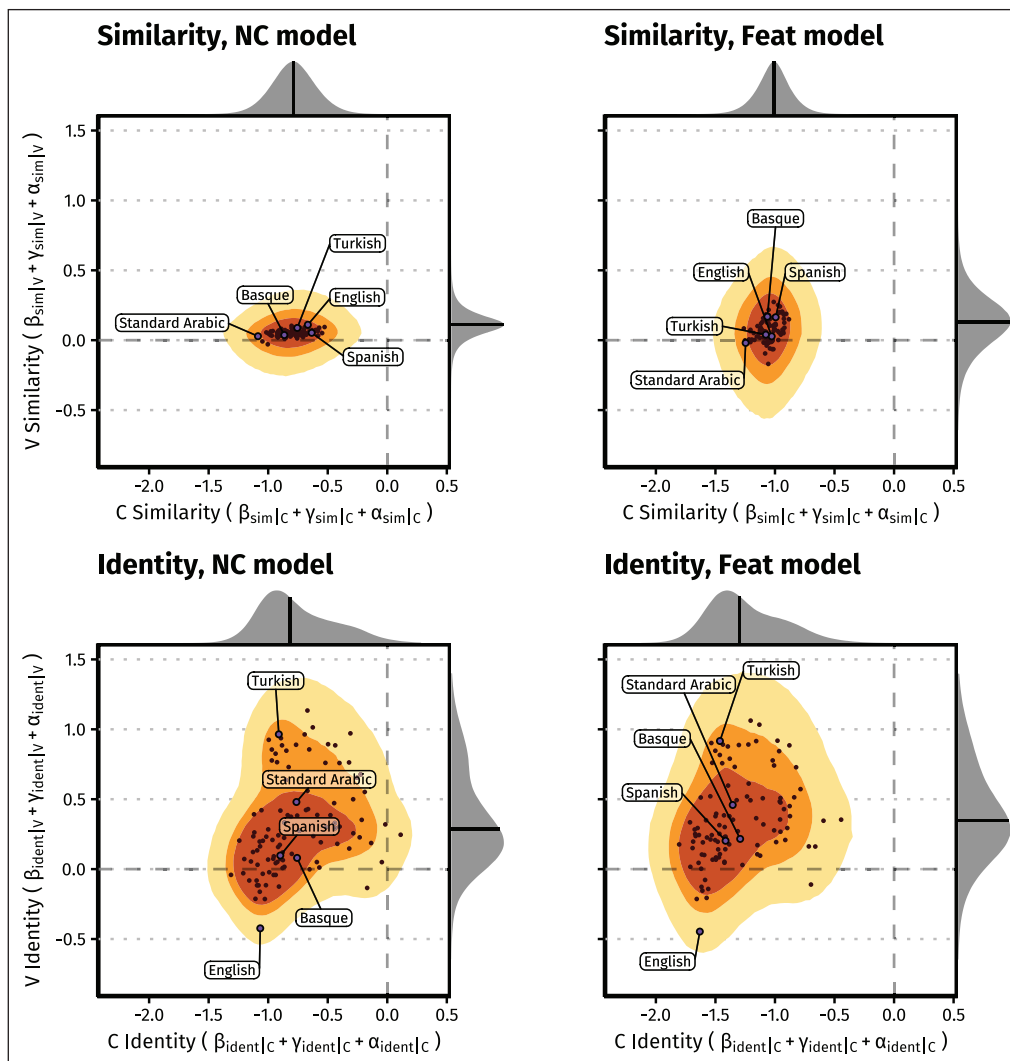 Similarity, NC model
Similarity, Feat model
V Similarity ( βsim|V + γsim|V + αsim|V )
1.5
1.0
0.5
0.0
−0.5
Turkish
Basque
English
Standard Arabic
Spanish
Basque
English
Spanish
Turkish
Standard Arabic
-2.0 -1.5 -1.0 -0.5 0.0 0.5
-2.0 -1.5 -1.0 -0.5 0.0 0.5
C Similarity ( βsim|C + γsim|C + αsim|C )
C Similarity ( βsim|C + γsim|C + αsim|C )
Identity, NC model
Identity, Feat model
V Identity ( βident|V + γident|V + αident|V )
1.5
1.0
0.5
0.0
−0.5
Turkish
Standard Arabic
Spanish
Basque
English
Turkish
Standard Arabic
Basque
Spanish
English
-2.0 -1.5 -1.0 -0.5 0.0 0.5
-2.0 -1.5 -1.0 -0.5 0.0 0.5
C Identity ( βident|C + γident|C + αident|C )
C Identity ( βident|C + γident|C + αident|C )